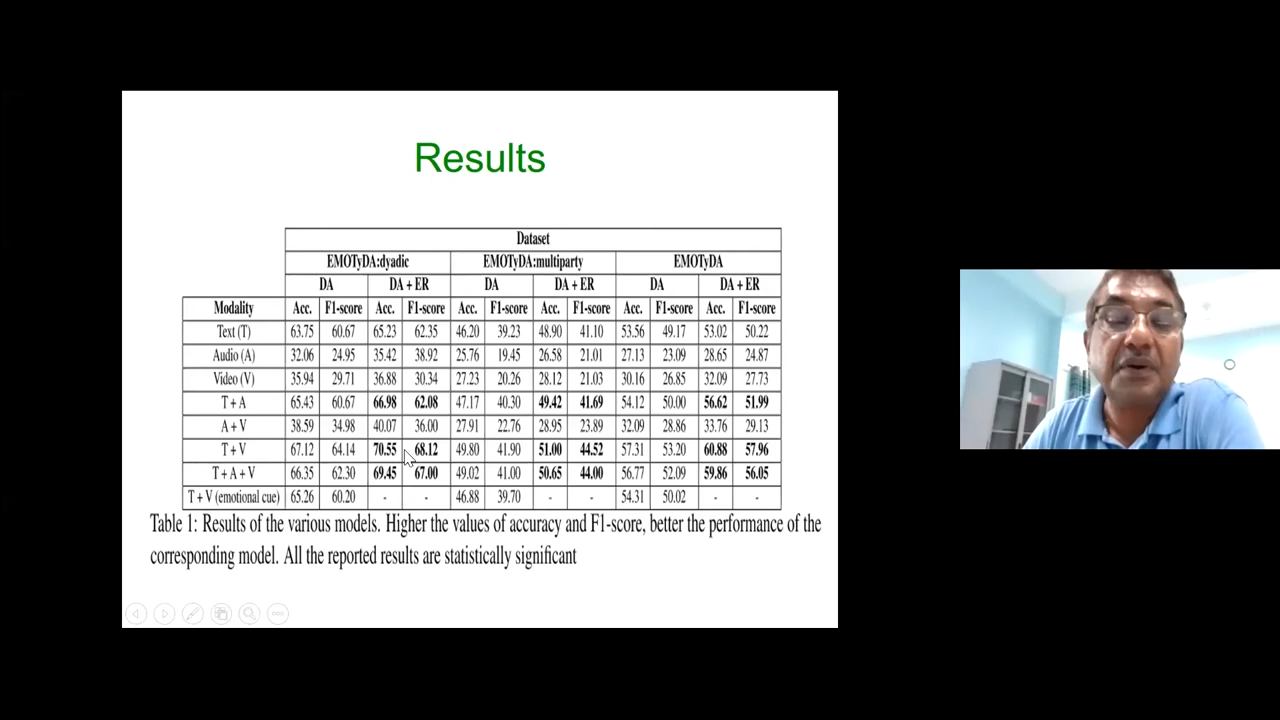 Results
Dataset
EMOTyDA:dyadic EMOTyDA:multiparty EMOTyDA
DA DA + ER DA DA + ER DA DA + ER
Modality Acc. F1-score Acc. F1-score Acc. F1-score Acc. F1-score Acc. F1-score Acc. F1-score
Text (T) 63.75 60.67 65.23 62.35 46.20 39.23 48.90 41.10 53.56 49.17 53.02 50.22
Audio (A) 32.06 24.95 35.42 38.92 25.76 19.45 26.58 21.01 27.13 23.09 28.65 24.87
Video (V) 35.94 29.71 36.88 30.34 27.23 20.26 28.12 21.03 30.16 26.85 32.09 27.73
T + A 65.43 60.67 66.98 62.08 47.17 40.30 49.42 41.69 54.12 50.00 56.62 51.99
A + V 38.59 34.98 40.07 36.00 27.91 22.76 28.95 23.89 32.09 28.86 33.76 29.13
T + V 67.12 64.14 70.55 68.12 49.80 41.90 51.00 44.52 57.31 53.20 60.88 57.96
T + A + V 66.35 62.30 69.45 67.00 49.02 41.00 50.65 44.00 56.77 52.09 59.86 56.05
T + V (emotional cue) 65.26 60.20 - - 46.88 39.70 - - 54.31 50.02 - -
Table 1: Results of the various models. Higher the values of accuracy and F1-score, better the performance of the
corresponding model. All the reported results are statistically significant